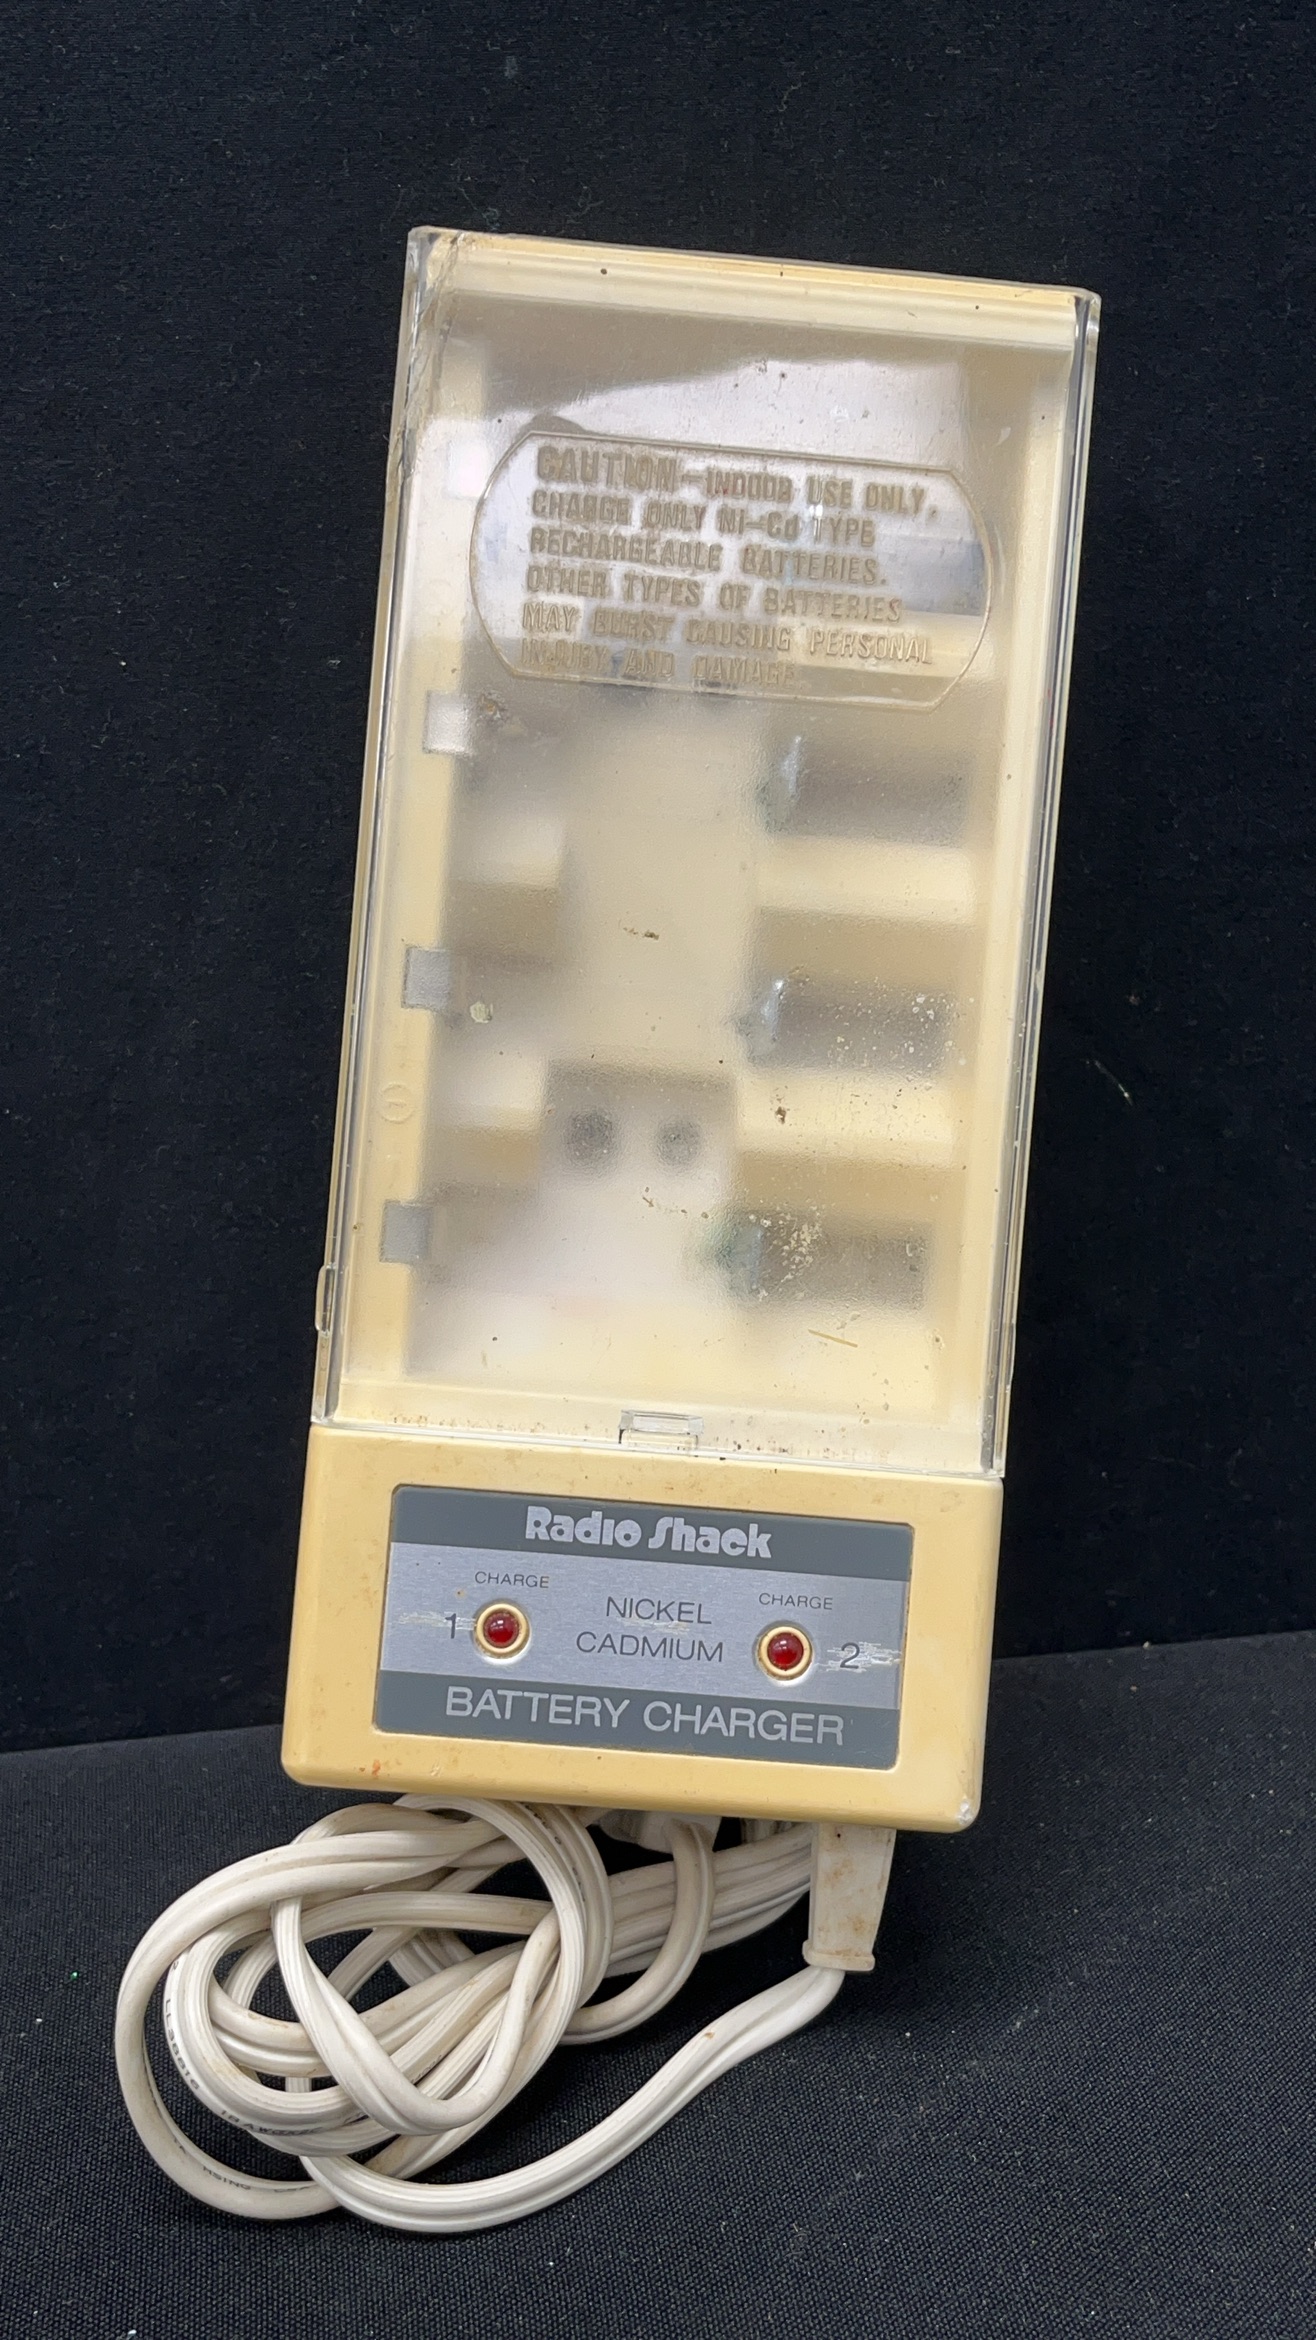 CAUTION-INDOOR USE ONLY.
CHARGE ONLY Ni-Cd TYPE
RECHARGEABLE BATTERIES.
OTHER TYPES OF BATTERIES
MAY BURST CAUSING PERSONAL
INJURY AND DAMAGE.
Radio Shack
CHARGE CHARGE
1 NICKEL CADMIUM 2
BATTERY CHARGER